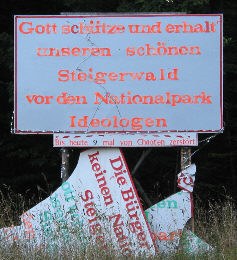 Gott schütze und erhalt
unseren schönen
Steigerwald
vor den Nationalpark
Ideologen
Bis heute 9 mal von Chaoten zerstört
Die Bürger
keinen Natio
Steig